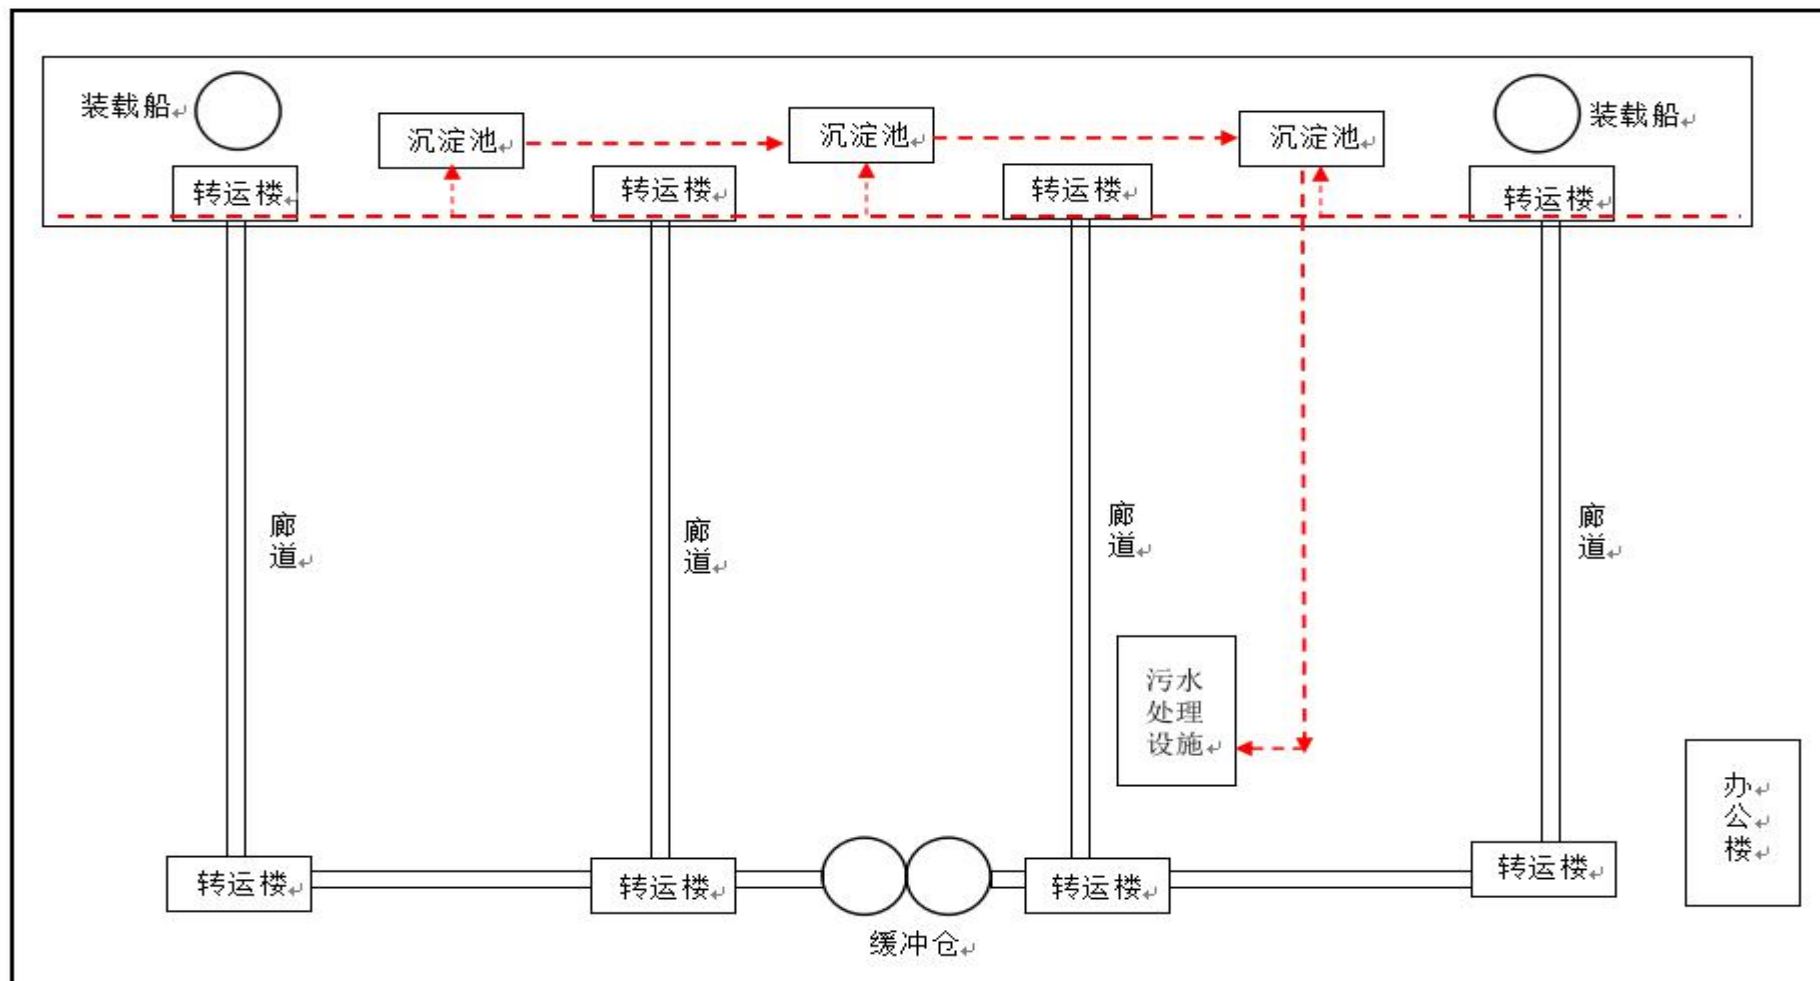 装载船
装载船
沉淀池
沉淀池
沉淀池
转运楼
转运楼
转运楼
转运楼
廊
道
廊
道
廊
道
廊
道
污水
处理
设施
办
公
楼
转运楼
转运楼
转运楼
转运楼
缓冲仓